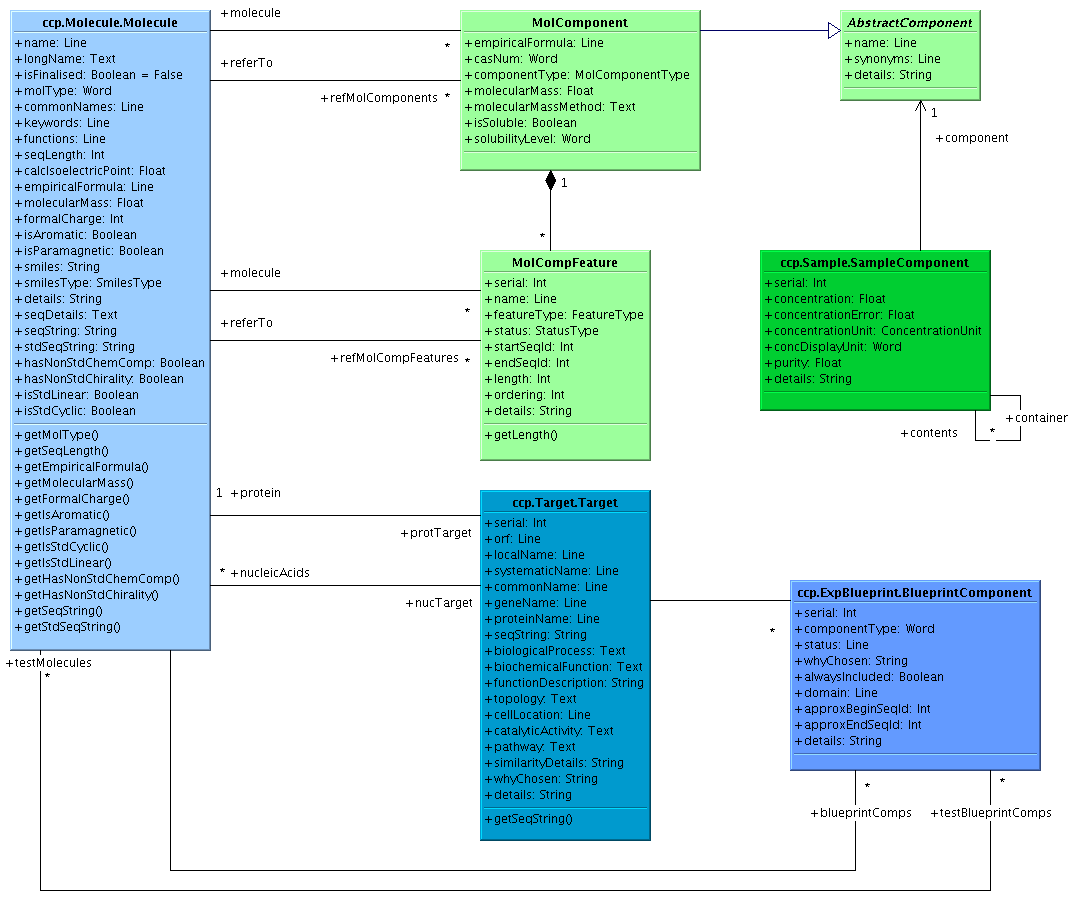 ccp.Molecule.Molecule
+name: Line
+longName: Text
+isFinalised: Boolean = False
+molType: Word
+commonNames: Line
+keywords: Line
+functions: Line
+seqLength: Int
+calcIsoelectricPoint: Float
+empiricalFormula: Line
+molecularMass: Float
+formalCharge: Int
+isAromatic: Boolean
+isParamagnetic: Boolean
+smiles: String
+smilesType: SmilesType
+details: String
+seqDetails: Text
+seqString: String
+stdSeqString: String
+hasNonStdChemComp: Boolean
+hasNonStdChirality: Boolean
+isStdLinear: Boolean
+isStdCyclic: Boolean
+getMolType()
+getSeqLength()
+getEmpiricalFormula()
+getMolecularMass()
+getFormalCharge()
+getIsAromatic()
+getIsParamagnetic()
+getIsStdCyclic()
+getIsStdLinear()
+getHasNonStdChemComp()
+getHasNonStdChirality()
+getSeqString()
+getStdSeqString()
+molecule
*
+referTo
+refMolComponents *
MolComponent
+empiricalFormula: Line
+casNum: Word
+componentType: MolComponentType
+molecularMass: Float
+molecularMassMethod: Text
+isSoluble: Boolean
+solubilityLevel: Word
AbstractComponent
+name: Line
+synonyms: Line
+details: String
1
+component
1
*
+molecule
*
+referTo
+refMolCompFeatures *
MolCompFeature
+serial: Int
+name: Line
+featureType: FeatureType
+status: StatusType
+startSeqId: Int
+endSeqId: Int
+length: Int
+ordering: Int
+details: String
+getLength()
ccp.Sample.SampleComponent
+serial: Int
+concentration: Float
+concentrationError: Float
+concentrationUnit: ConcentrationUnit
+concDisplayUnit: Word
+purity: Float
+details: String
+container
+contents *
1 +protein
+protTarget
* +nucleicAcids
+nucTarget
ccp.Target.Target
+serial: Int
+orf: Line
+localName: Line
+systematicName: Line
+commonName: Line
+geneName: Line
+proteinName: Line
+seqString: String
+biologicalProcess: Text
+biochemicalFunction: Text
+functionDescription: String
+topology: Text
+cellLocation: Line
+catalyticActivity: Text
+pathway: Text
+similarityDetails: String
+whyChosen: String
+details: String
+getSeqString()
*
ccp.ExpBlueprint.BlueprintComponent
+serial: Int
+componentType: Word
+status: Line
+whyChosen: String
+alwaysIncluded: Boolean
+domain: Line
+approxBeginSeqId: Int
+approxEndSeqId: Int
+details: String
+testMolecules
*
*
+blueprintComps
*
+testBlueprintComps